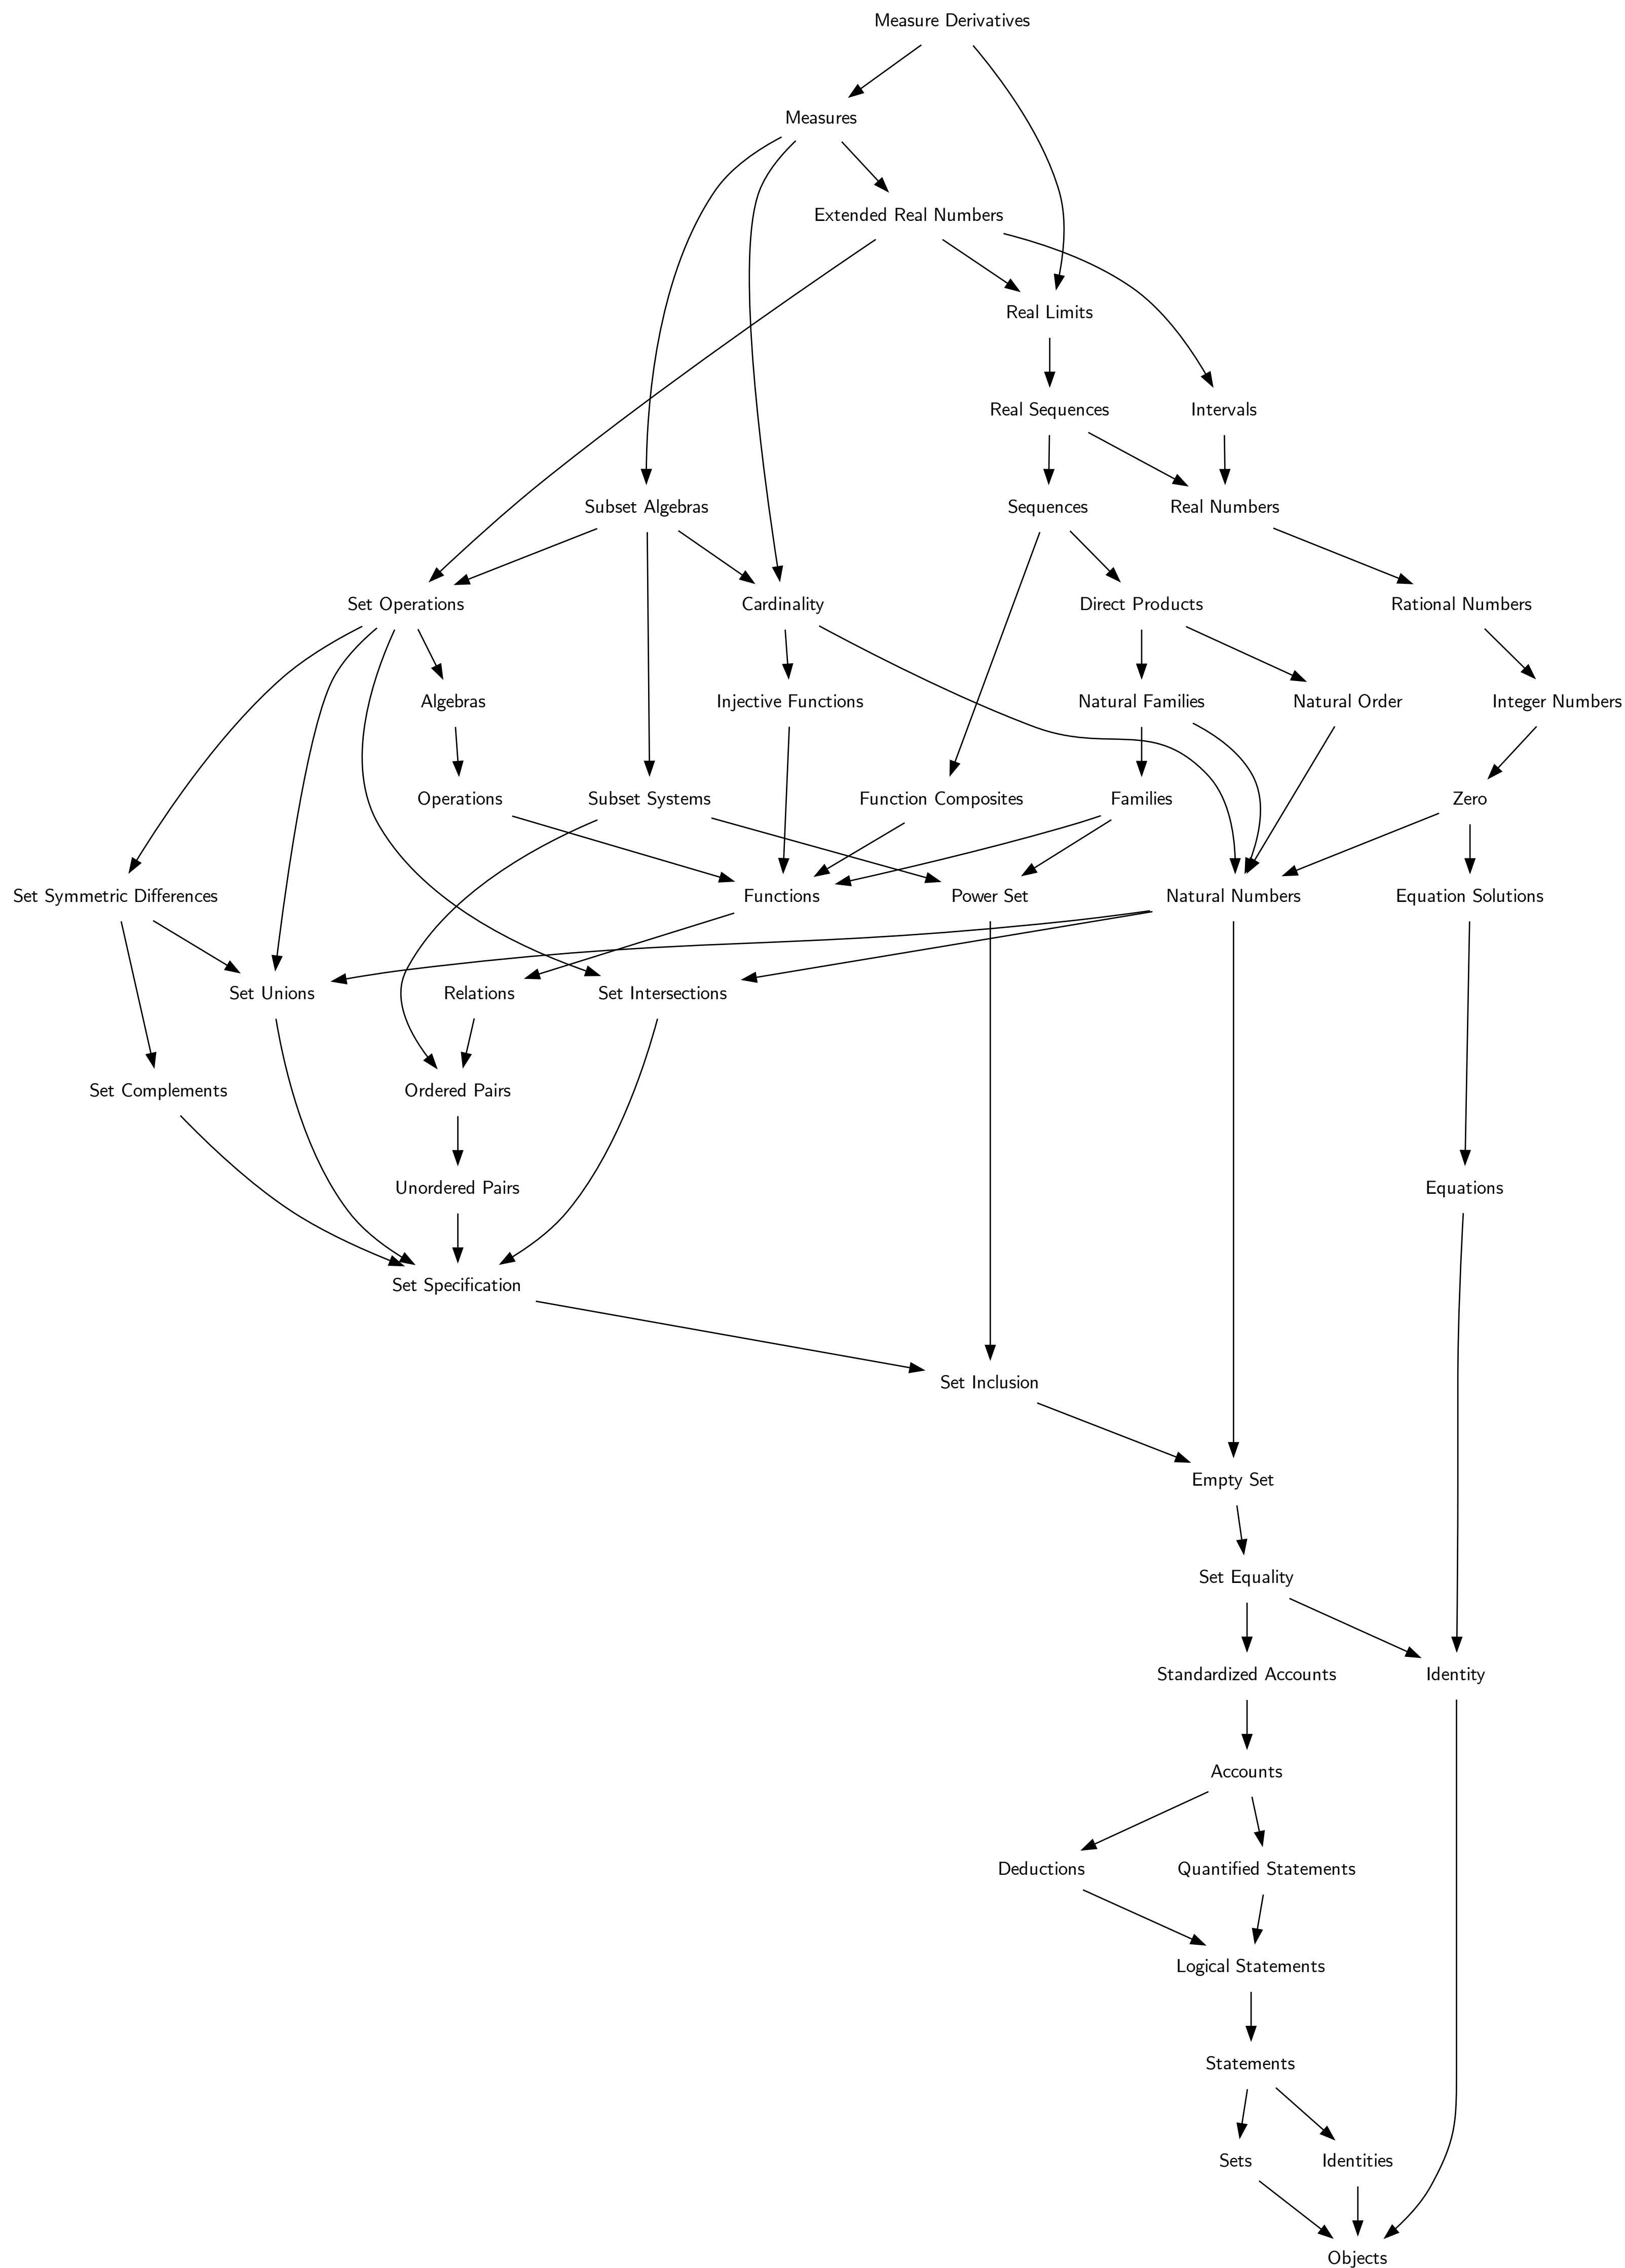 Measure Derivatives
Measures
Extended Real Numbers
Real Limits
Real Sequences
Intervals
Subset Algebras
Sequences
Real Numbers
Set Operations
Cardinality
Direct Products
Rational Numbers
Algebras
Injective Functions
Natural Families
Natural Order
Integer Numbers
Operations
Subset Systems
Function Composites
Families
Zero
Set Symmetric Differences
Functions
Power Set
Natural Numbers
Equation Solutions
Set Unions
Relations
Set Intersections
Set Complements
Ordered Pairs
Unordered Pairs
Equations
Set Specification
Set Inclusion
Empty Set
Set Equality
Standardized Accounts
Identity
Accounts
Deductions
Quantified Statements
Logical Statements
Statements
Sets
Identities
Objects